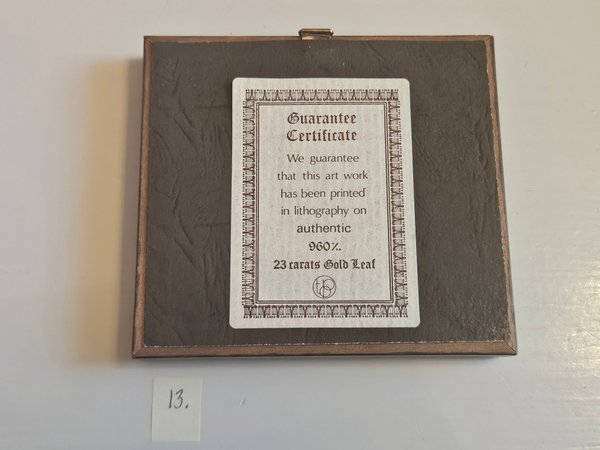 Guarantee
Certificate
We guarantee
that this art work
has been printed
in lithography on
authentic
960%.
23 carats Gold Leaf
13.